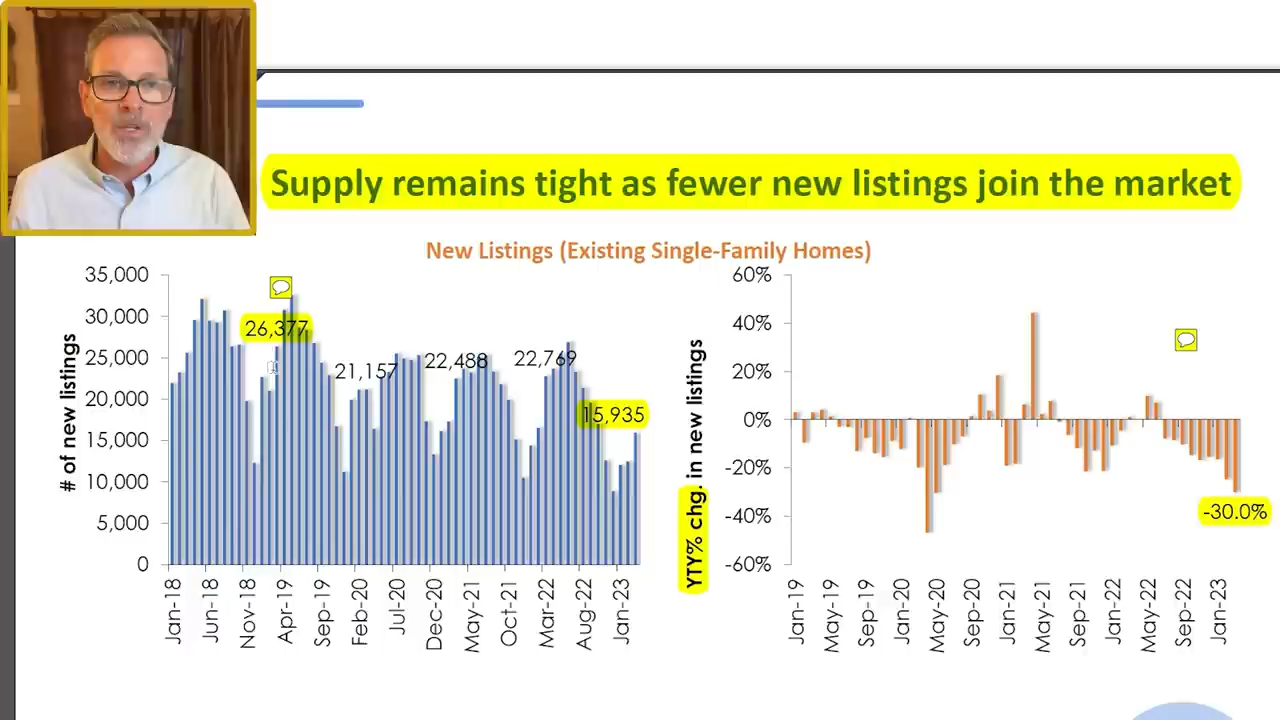 Supply remains tight as fewer new listings join the market
New Listings (Existing Single-Family Homes)
# of new listings
35,000
30,000
25,000
20,000
15,000
10,000
5,000
0
26,377
21,157
22,488
22,769
15,935
Jan-18
Jun-18
Nov-18
Apr-19
Sep-19
Feb-20
Jul-20
Dec-20
May-21
Oct-21
Mar-22
Aug-22
Jan-23
YTY% chg. in new listings
60%
40%
20%
0%
-20%
-40%
-60%
-30.0%
Jan-19
May-19
Sep-19
Jan-20
May-20
Sep-20
Jan-21
May-21
Sep-21
Jan-22
May-22
Sep-22
Jan-23